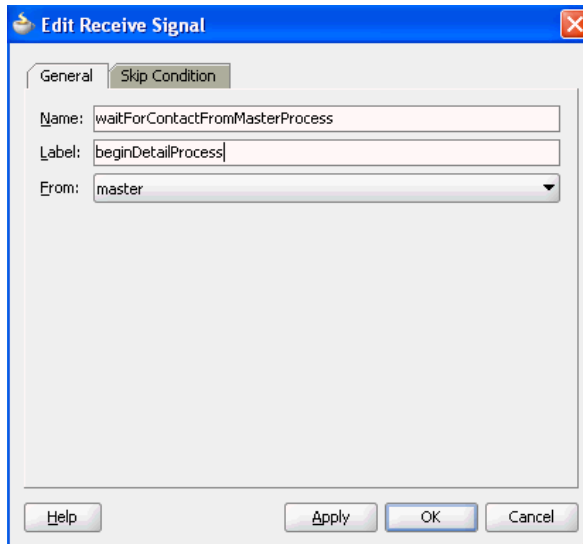 Edit Receive Signal
General Skip Condition
Name: waitForContactFromMasterProcess
Label: beginDetailProcess
From: master
Help Apply OK Cancel